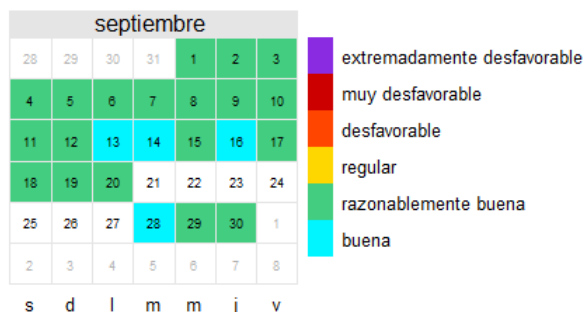 septiembre
28 29 30 31 1 2 3
4 5 6 7 8 9 10
11 12 13 14 15 16 17
18 19 20 21 22 23 24
25 26 27 28 29 30 1
2 3 4 5 6 7 8
s d l m m j v
extremadamente desfavorable
muy desfavorable
desfavorable
regular
razonablemente buena
buena